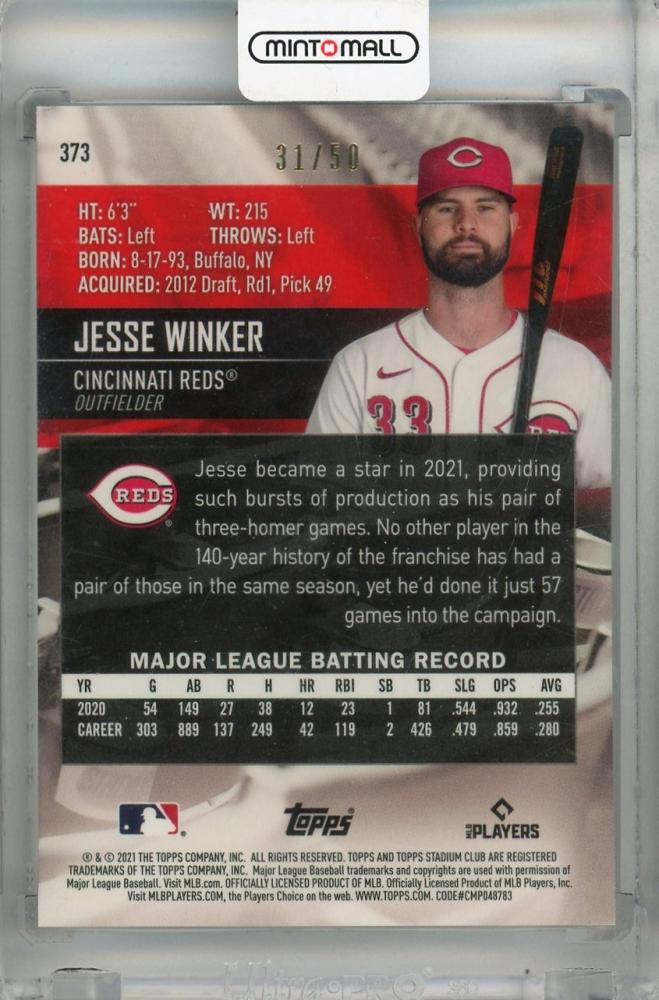 MINTOMALL
373
31/50
HT: 6'3" WT: 215
BATS: Left THROWS: Left
BORN: 8-17-93, Buffalo, NY
ACQUIRED: 2012 Draft, Rd1, Pick 49
JESSE WINKER
CINCINNATI REDS®
OUTFIELDER
33
REDS
REDS ®
Jesse became a star in 2021, providing
such bursts of production as his pair of
three-homer games. No other player in the
140-year history of the franchise has had a
pair of those in the same season, yet he'd done it just 57
games into the campaign.
MAJOR LEAGUE BATTING RECORD
YR G AB R H HR RBI SB TB SLG OPS AVG
2020 54 149 27 38 12 23 1 81 .544 .932 .255
CAREER 303 889 137 249 42 119 2 426 .479 .859 .280
topps®
MLB PLAYERS
® & © 2021 THE TOPPS COMPANY, INC. ALL RIGHTS RESERVED. TOPPS AND TOPPS STADIUM CLUB ARE REGISTERED
TRADEMARKS OF THE TOPPS COMPANY, INC. Major League Baseball trademarks and copyrights are used with permission of
Major League Baseball. Visit MLB.com. OFFICIALLY LICENSED PRODUCT OF MLB. Officially Licensed Product of MLB Players, Inc.
Visit MLBPLAYERS.COM, the Players Choice on the web. WWW.TOPPS.COM. CODE#CMP048783
Ultra PRO